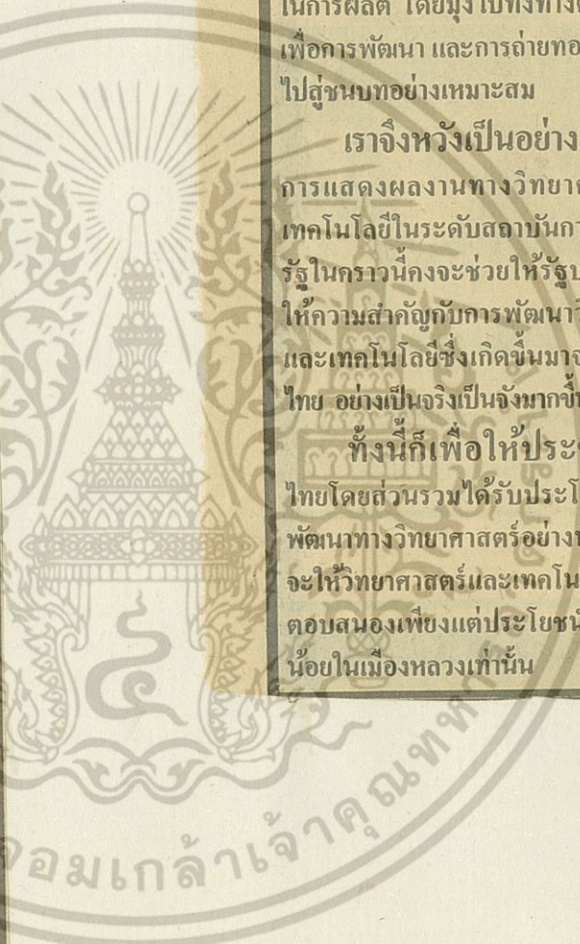 ในการผลิต โดยมุ่งไปทั้งทาง
เพื่อการพัฒนา และการถ่ายทอ
ไปสู่ชนบทอย่างเหมาะสม
เราจึงหวังเป็นอย่าง
การแสดงผลงานทางวิทยา
เทคโนโลยีในระดับสถาบันกา
รัฐในคราวนี้คงจะช่วยให้รัฐบ
ให้ความสำคัญกับการพัฒนาว
และเทคโนโลยีซึ่งเกิดขึ้นมาจ
ไทย อย่างเป็นจริงเป็นจังมากขึ้น
ทั้งนี้ก็เพื่อให้ประช
ไทยโดยส่วนรวมได้รับประโ
พัฒนาทางวิทยาศาสตร์อย่าง
จะให้วิทยาศาสตร์และเทคโน
ตอบสนองเพียงแต่ประโยชน์
น้อยในเมืองหลวงเท่านั้น
จอมเกล้าเจ้าคุณทหาร